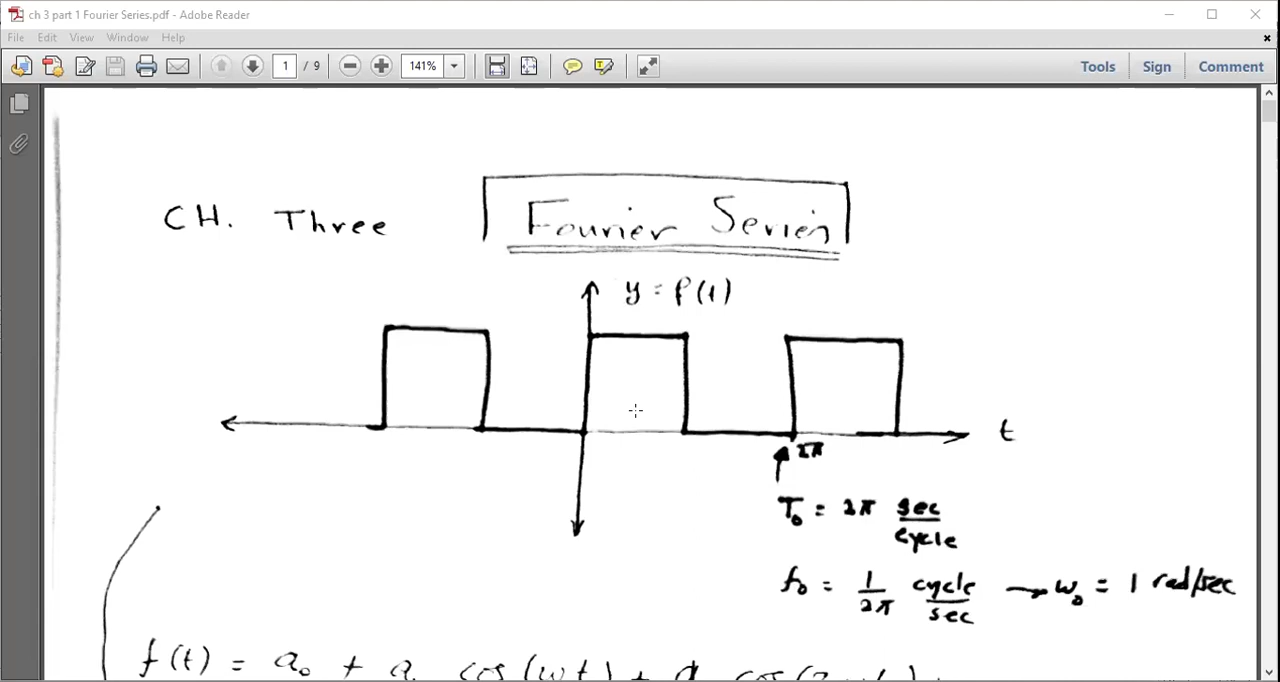 ch 3 part 1 Fourier Series.pdf - Adobe Reader
File Edit View Window Help
1 / 9 141% Tools Sign Comment
CH. Three Fourier Series
y = f(t)
t
2π
T₀ = 2π sec/cycle
f₀ = 1/2π cycle/sec → ω₀ = 1 rad/sec
f(t) = a₀ + a cos(ωt) +